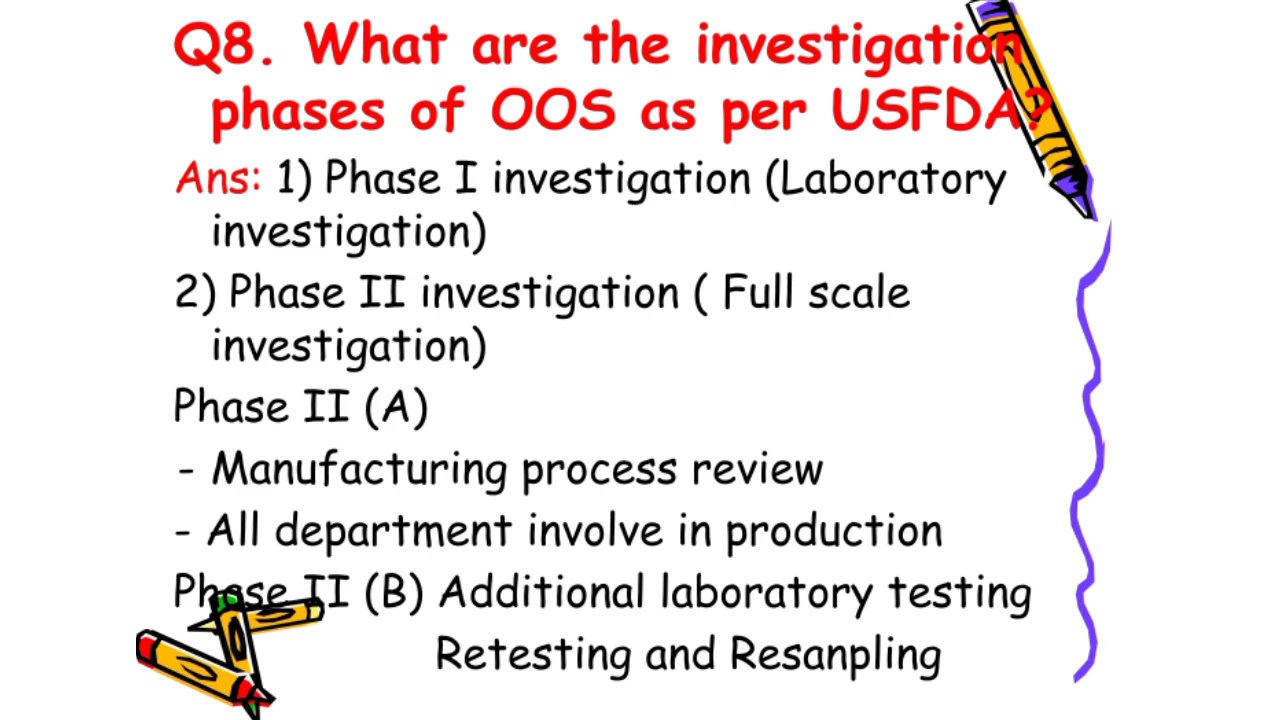 Q8. What are the investigation
phases of OOS as per USFDA?
Ans: 1) Phase I investigation (Laboratory
investigation)
2) Phase II investigation ( Full scale
investigation)
Phase II (A)
- Manufacturing process review
- All department involve in production
Phase II (B) Additional laboratory testing
Retesting and Resanpling